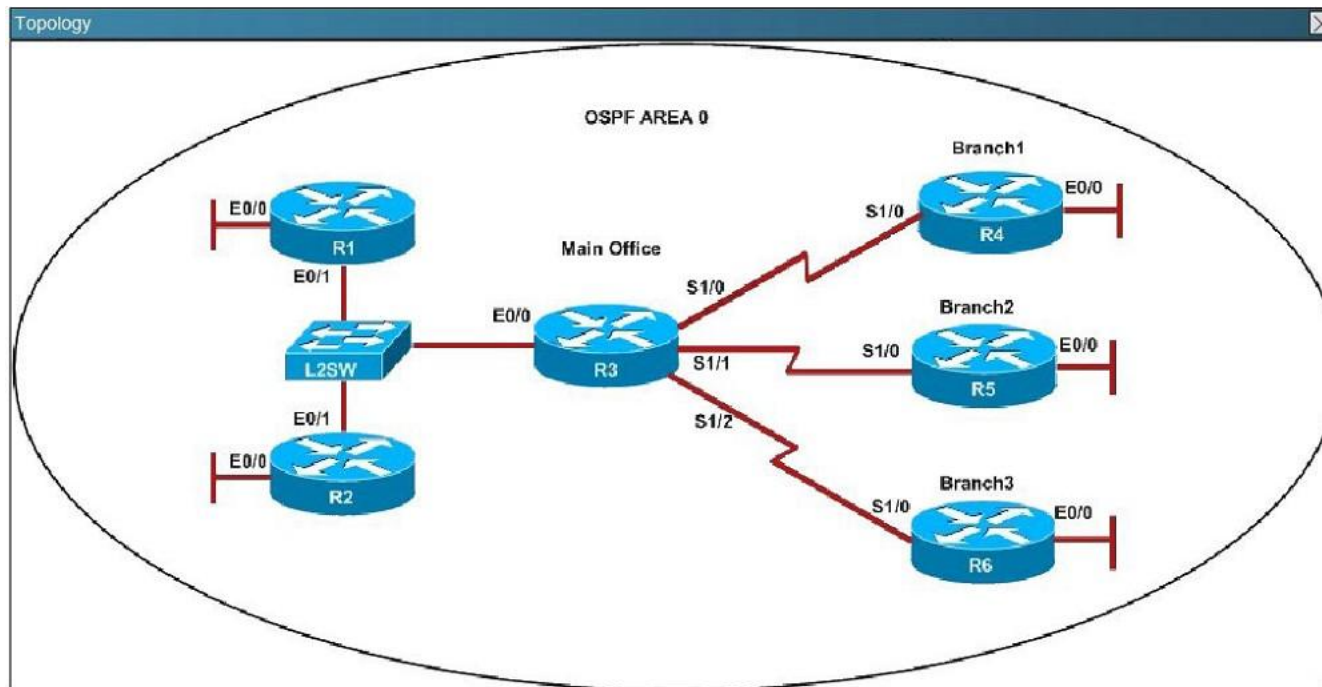 Topology
OSPF AREA 0
Branch1
E0/0
S1/0
R4
E0/0
R1
Main Office
E0/1
S1/0
E0/0
Branch2
E0/0
S1/0
L2SW
R3
S1/1
R5
E0/1
S1/2
E0/0
R2
Branch3
S1/0
E0/0
R6